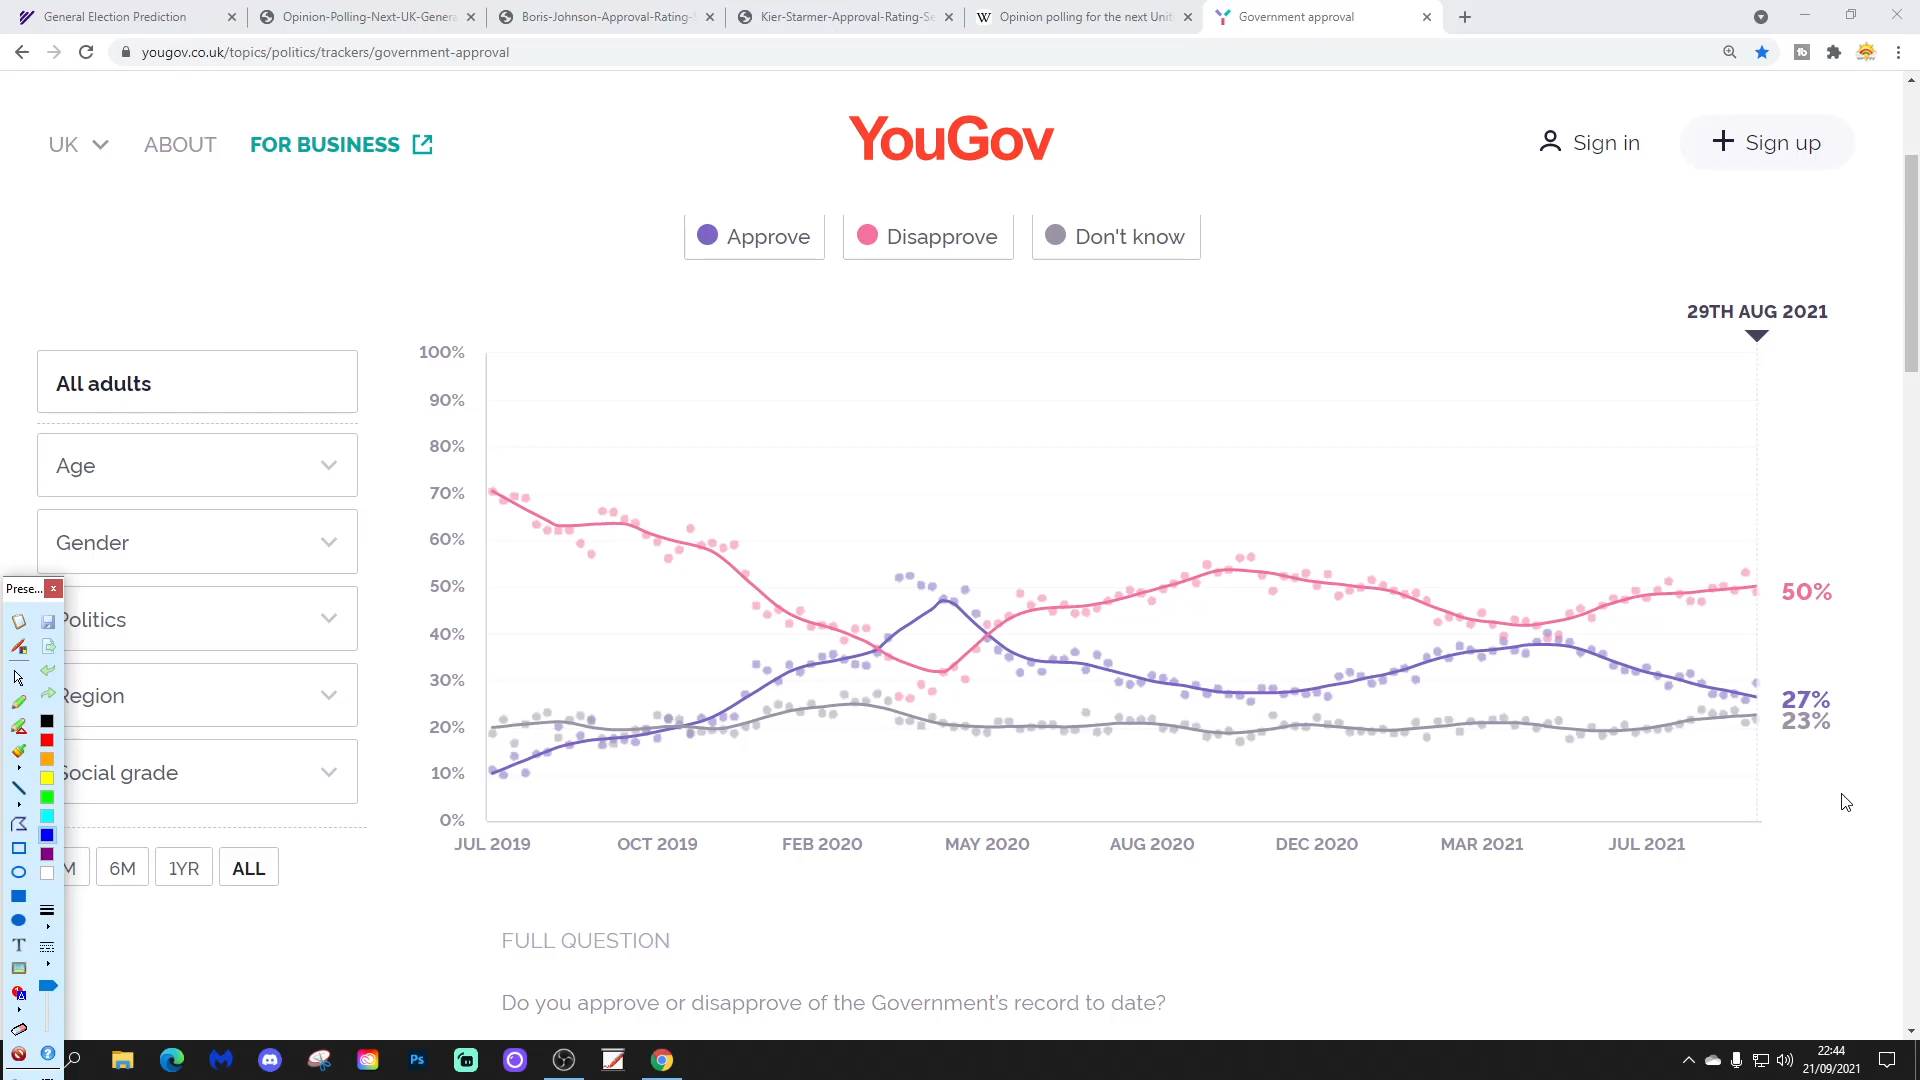 General Election Prediction
Opinion-Polling-Next-UK-Genera
Boris-Johnson-Approval-Rating-
Kier-Starmer-Approval-Rating-Se
Opinion polling for the next Unit
Government approval
yougov.co.uk/topics/politics/trackers/government-approval
UK
ABOUT
FOR BUSINESS
YouGov
Sign in
Sign up
Approve
Disapprove
Don't know
29TH AUG 2021
All adults
Age
Gender
Politics
Region
Social grade
M
6M
1YR
ALL
100%
90%
80%
70%
60%
50%
40%
30%
20%
10%
0%
50%
27%
23%
JUL 2019
OCT 2019
FEB 2020
MAY 2020
AUG 2020
DEC 2020
MAR 2021
JUL 2021
FULL QUESTION
Do you approve or disapprove of the Government's record to date?
Prese...
T
Ps
22:44
21/09/2021